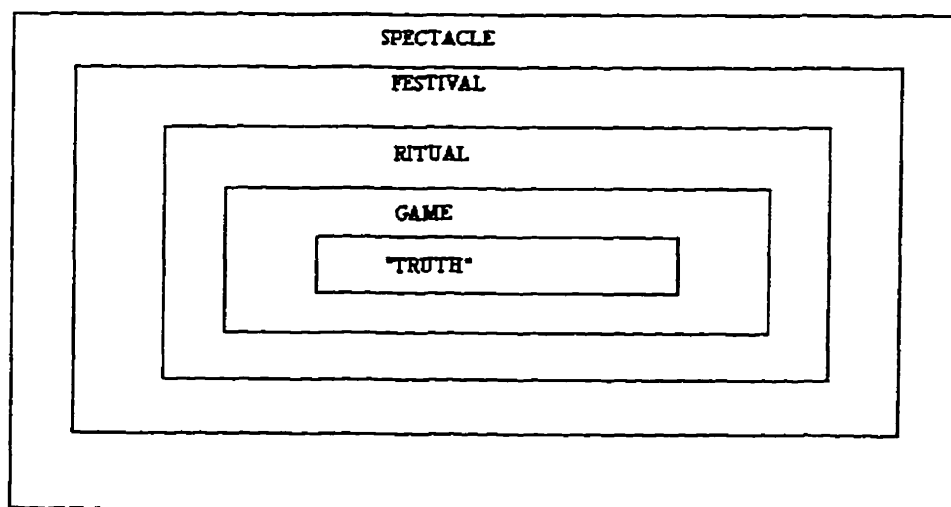 SPECTACLE
FESTIVAL
RITUAL
GAME
"TRUTH"